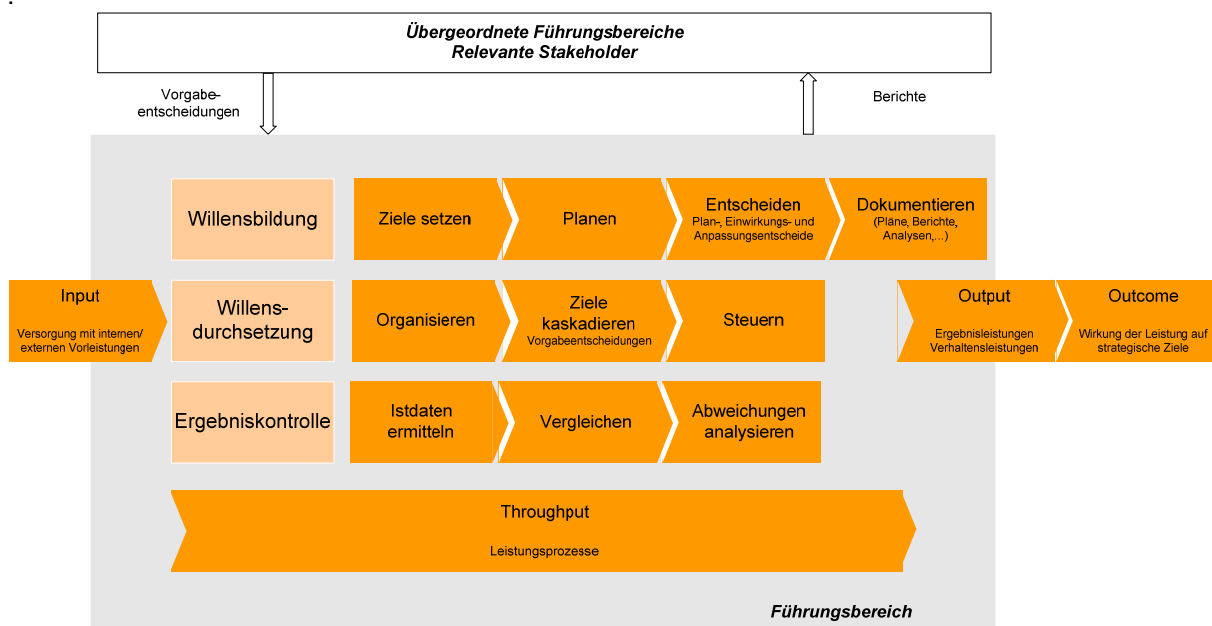 .
Übergeordnete Führungsbereiche
Relevante Stakeholder
Vorgabe-
entscheidungen
Berichte
Willensbildung
Ziele setzen
Planen
Entscheiden
Plan-, Einwirkungs- und
Anpassungsentscheide
Dokumentieren
(Pläne, Berichte,
Analysen,...)
Input
Versorgung mit internen/
externen Vorleistungen
Willens-
durchsetzung
Organisieren
Ziele
kaskadieren
Vorgabeentscheidungen
Steuern
Output
Ergebnisleistungen
Verhaltensleistungen
Outcome
Wirkung der Leistung auf
strategische Ziele
Ergebniskontrolle
Istdaten
ermitteln
Vergleichen
Abweichungen
analysieren
Throughput
Leistungsprozesse
Führungsbereich